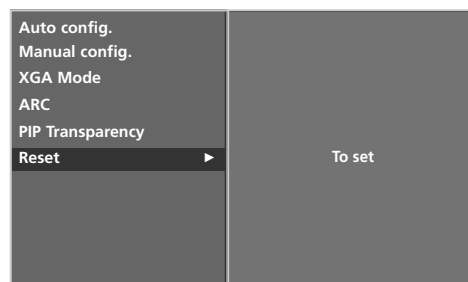 Auto config.
Manual config.
XGA Mode
ARC
PIP Transparency
Reset ► To set